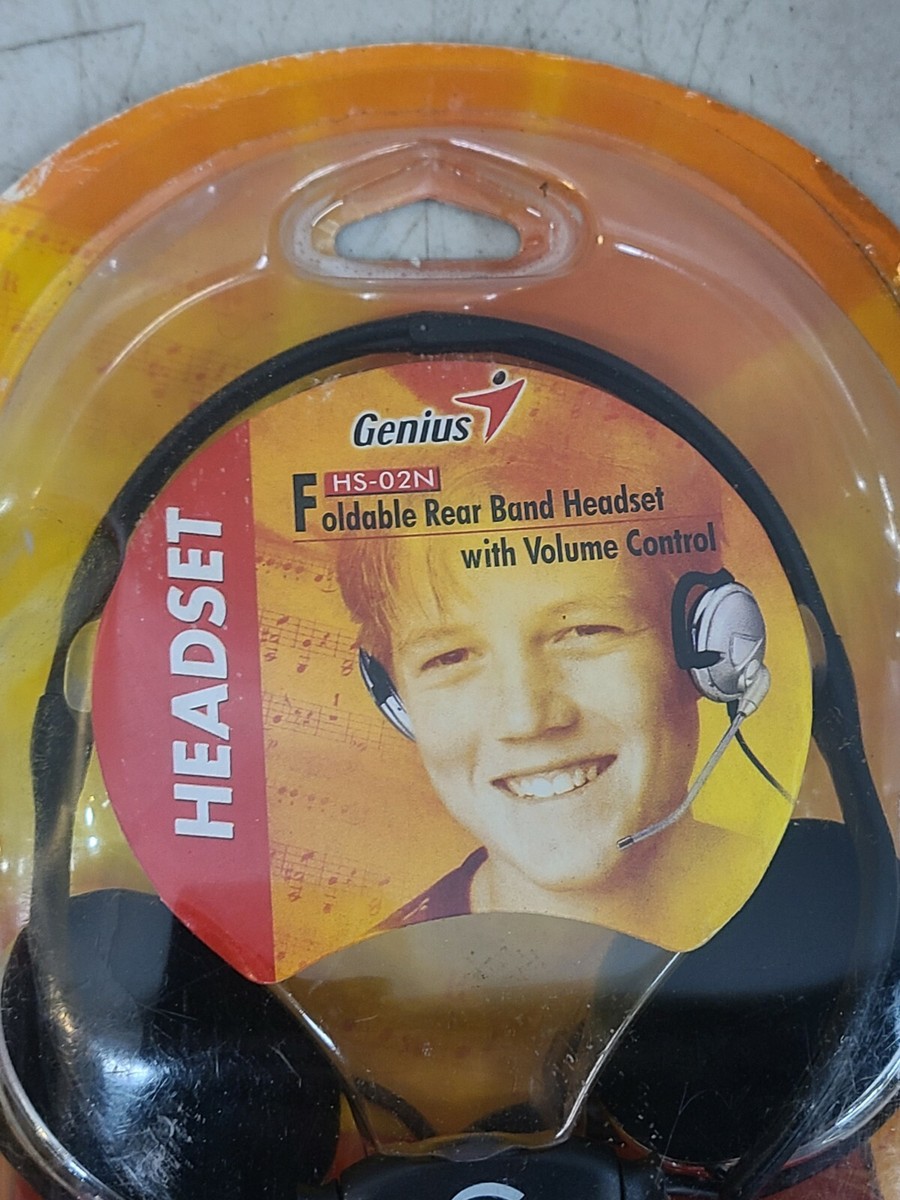 Genius
HS-02N
Foldable Rear Band Headset
with Volume Control
HEADSET